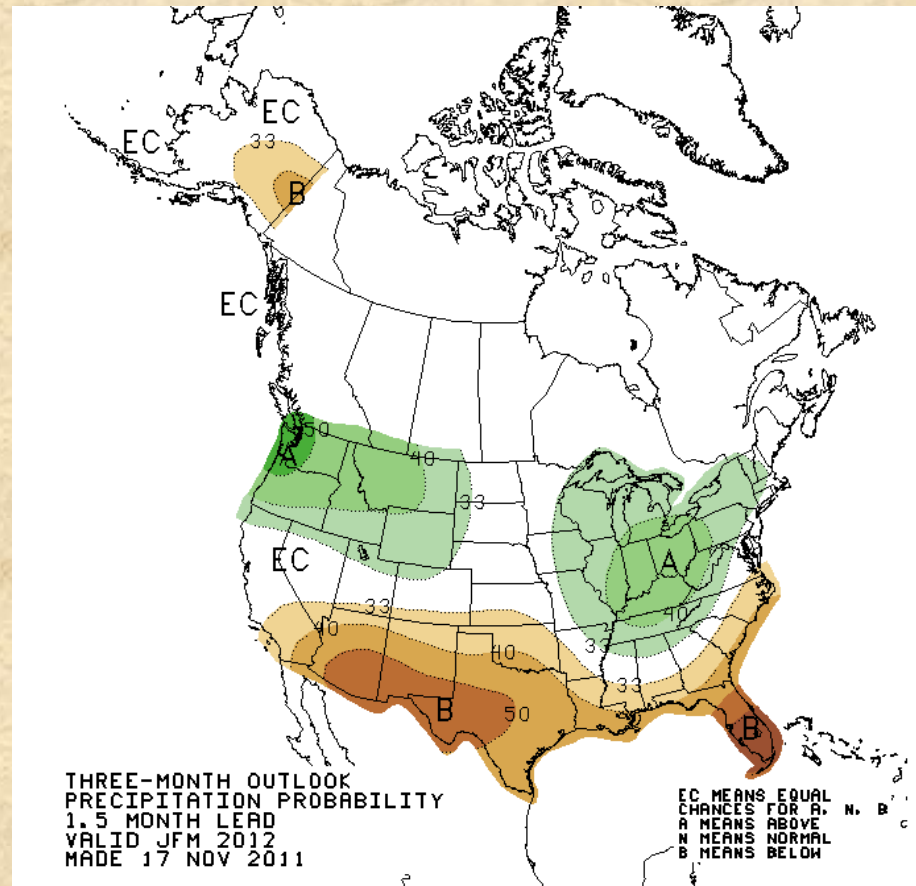 EC
EC
33
B
EC
50
A
40
33
EC
A
40
33
33
40
40
33
B
50
B
THREE-MONTH OUTLOOK
PRECIPITATION PROBABILITY
1.5 MONTH LEAD
VALID JFM 2012
MADE 17 NOV 2011
EC MEANS EQUAL
CHANCES FOR A, N, B
A MEANS ABOVE
N MEANS NORMAL
B MEANS BELOW